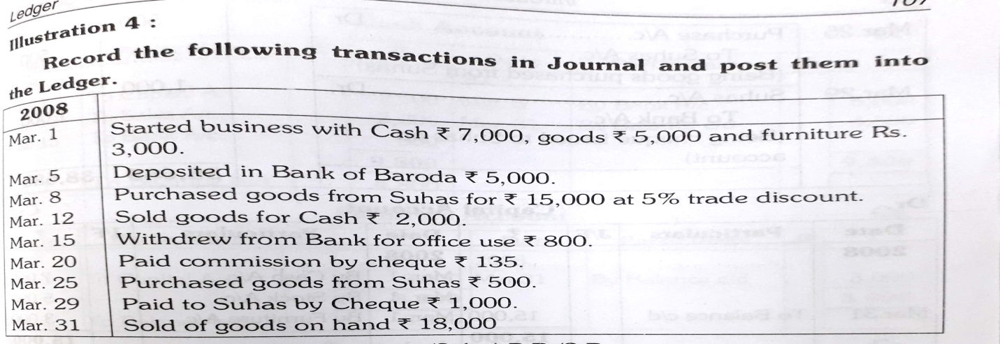 Ledger
Illustration 4 :
Record the following transactions in Journal and post them into
the Ledger.
2008
Mar. 1 Started business with Cash ₹ 7,000, goods ₹ 5,000 and furniture Rs.
3,000.
Mar. 5 Deposited in Bank of Baroda ₹ 5,000.
Mar. 8 Purchased goods from Suhas for ₹ 15,000 at 5% trade discount.
Mar. 12 Sold goods for Cash ₹ 2,000.
Mar. 15 Withdrew from Bank for office use ₹ 800.
Mar. 20 Paid commission by cheque ₹ 135.
Mar. 25 Purchased goods from Suhas ₹ 500.
Mar. 29 Paid to Suhas by Cheque ₹ 1,000.
Mar. 31 Sold of goods on hand ₹ 18,000